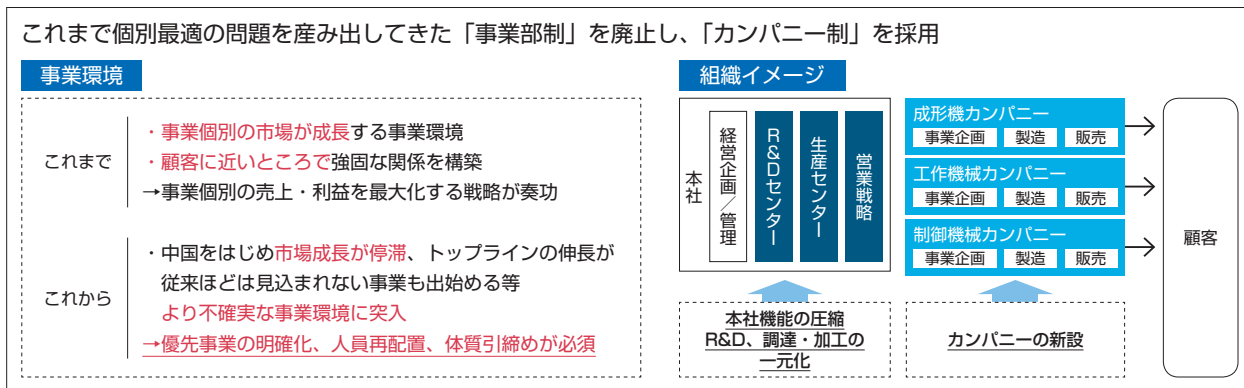 これまで個別最適の問題を産み出してきた「事業部制」を廃止し、「カンパニー制」を採用
事業環境
これまで
・事業個別の市場が成長する事業環境
・顧客に近いところで強固な関係を構築
→事業個別の売上・利益を最大化する戦略が奏功
これから
・中国をはじめ市場成長が停滞、トップラインの伸長が
従来ほどは見込まれない事業も出始める等
より不確実な事業環境に突入
→優先事業の明確化、人員再配置、体質引締めが必須
組織イメージ
本社
経営企画／管理
R&Dセンター
生産センター
営業戦略
成形機カンパニー
事業企画 製造 販売
工作機械カンパニー
事業企画 製造 販売
制御機械カンパニー
事業企画 製造 販売
顧客
本社機能の圧縮
R&D、調達・加工の
一元化
カンパニーの新設